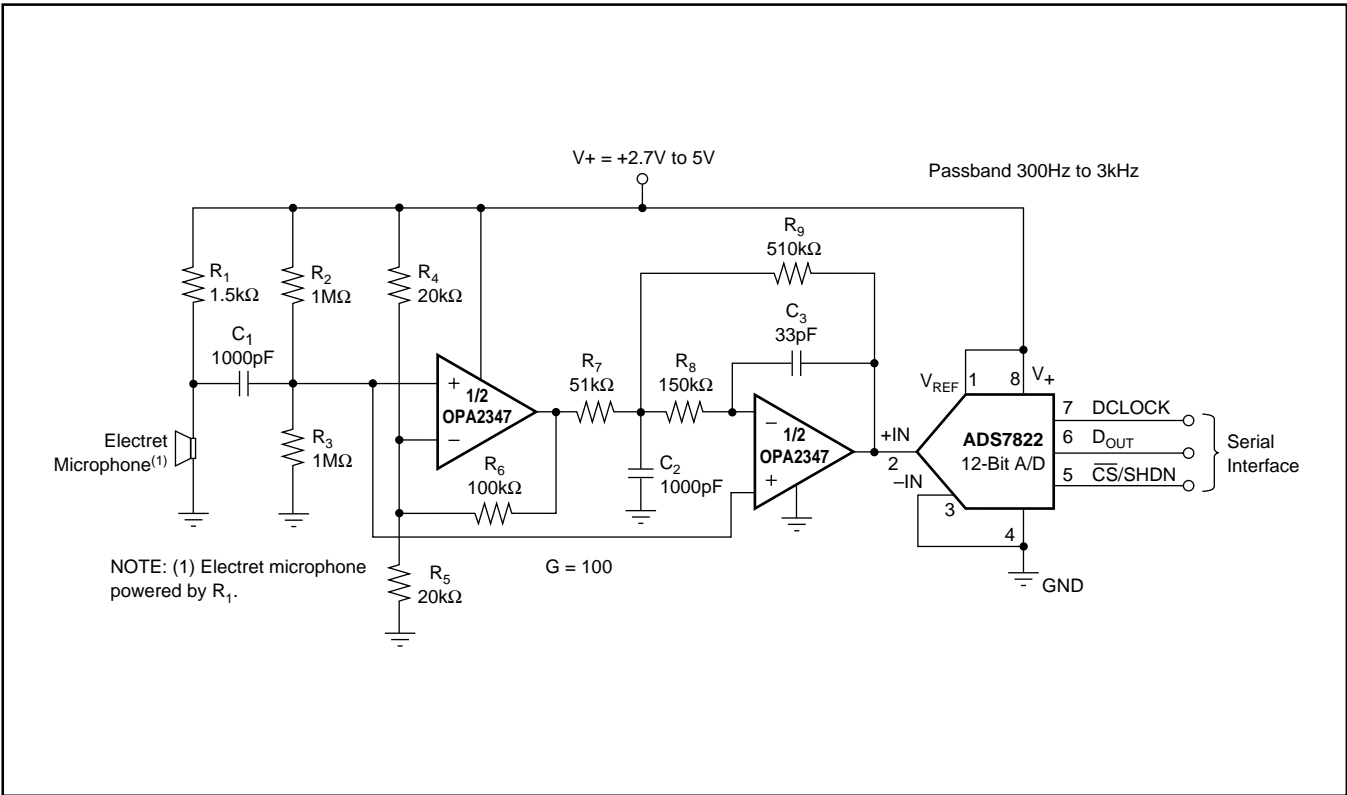 V+ = +2.7V to 5V
Passband 300Hz to 3kHz
R1
1.5kΩ
R2
1MΩ
R4
20kΩ
R9
510kΩ
C3
33pF
C1
1000pF
R7
51kΩ
R8
150kΩ
VREF 1
8 V+
+
1/2
OPA2347
−
−
1/2
OPA2347
+
7 DCLOCK
6 DOUT
5 C̅S̅/SHDN
Serial
Interface
+IN
2
−IN
3
ADS7822
12-Bit A/D
4
GND
Electret
Microphone(1)
R3
1MΩ
R6
100kΩ
C2
1000pF
G = 100
R5
20kΩ
NOTE: (1) Electret microphone
powered by R1.